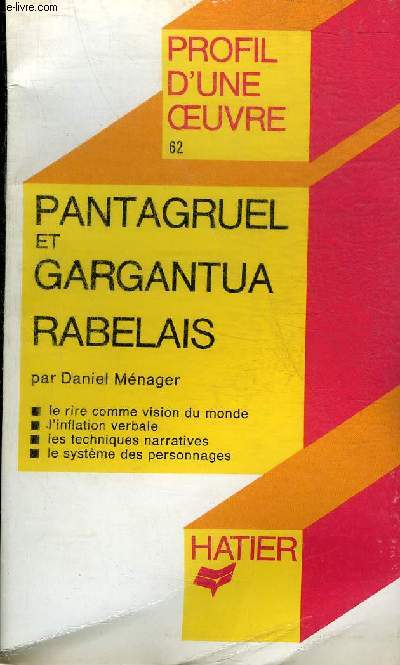 e-livre.com
PROFIL
D'UNE
ŒUVRE
62
PANTAGRUEL
ET
GARGANTUA
RABELAIS
par Daniel Ménager
■ le rire comme vision du monde
■ l'inflation verbale
■ les techniques narratives
■ le système des personnages
HATIER